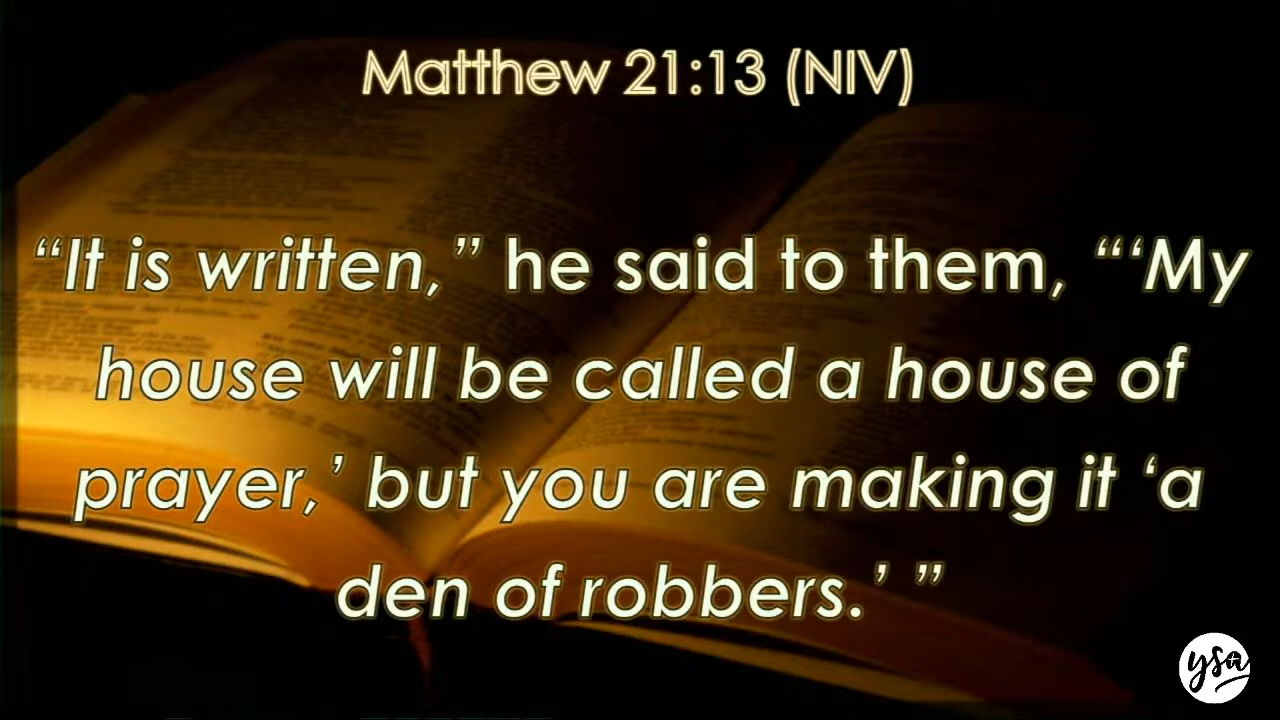 Matthew 21:13 (NIV)
“It is written,” he said to them, “‘My
house will be called a house of
prayer,’ but you are making it ‘a
den of robbers.’ ”
ysa